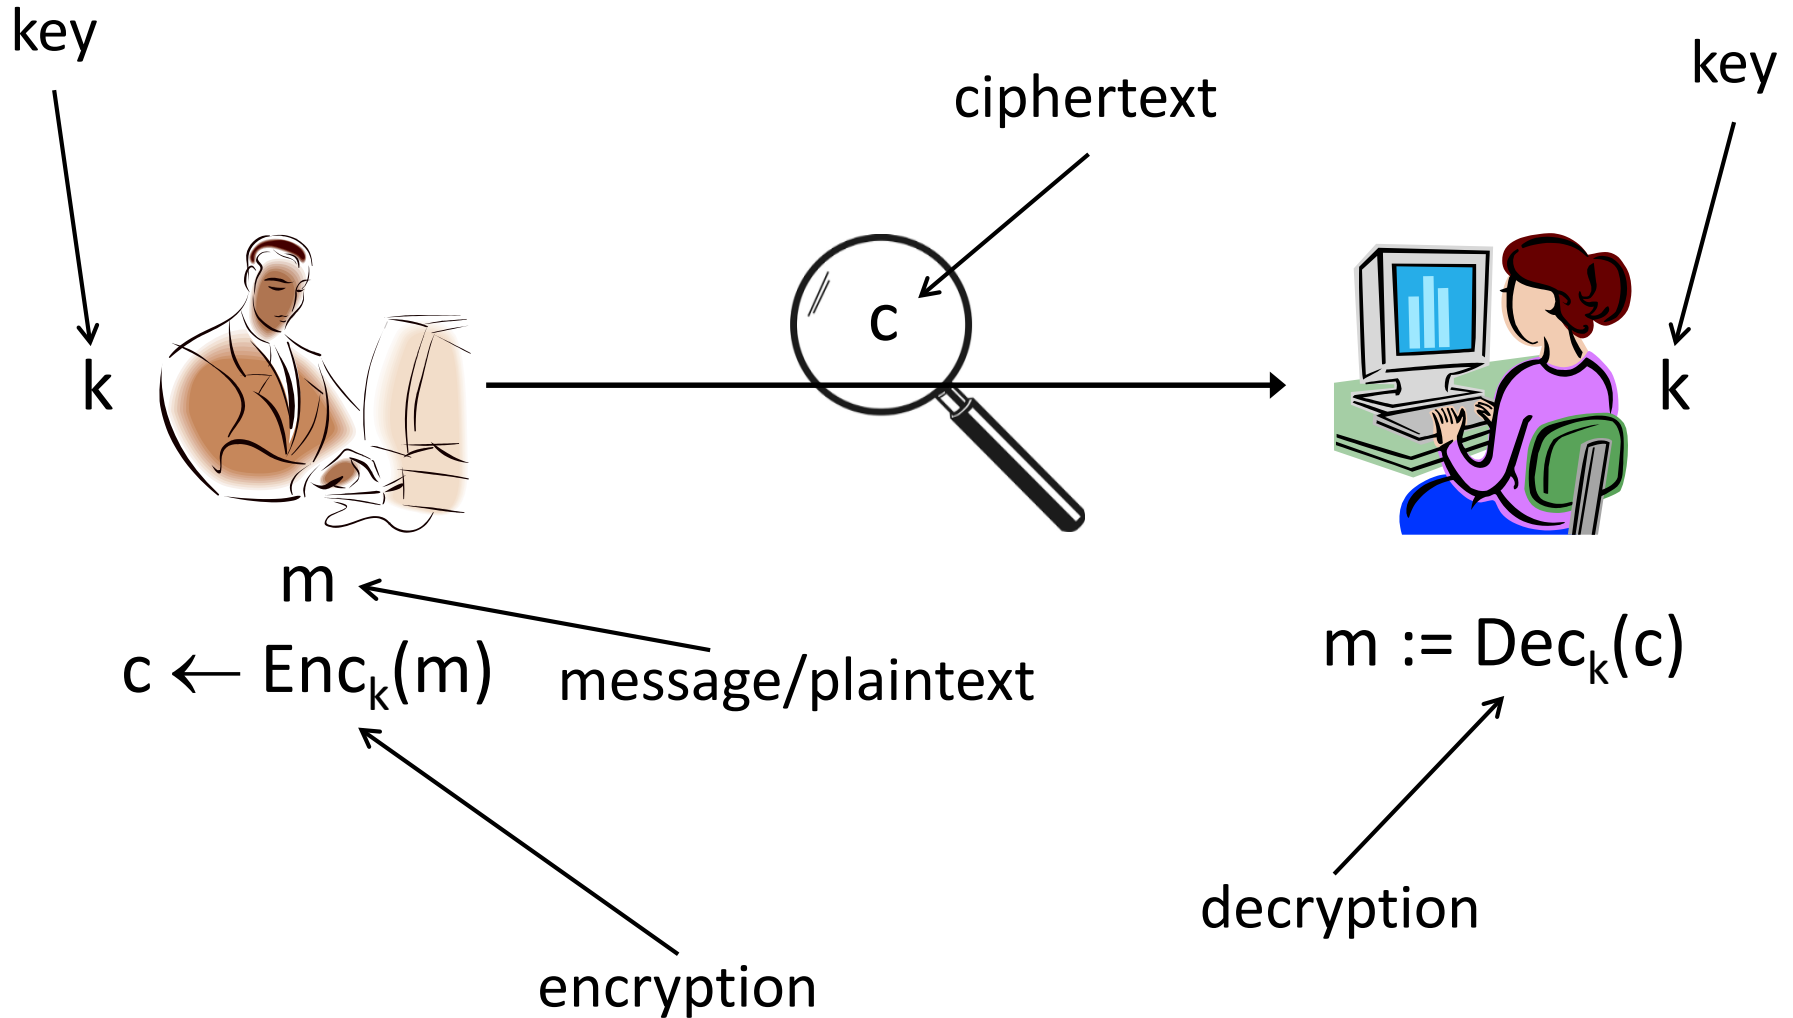 key
key
ciphertext
c
k
k
m
c ← Encₖ(m)
message/plaintext
m := Decₖ(c)
decryption
encryption